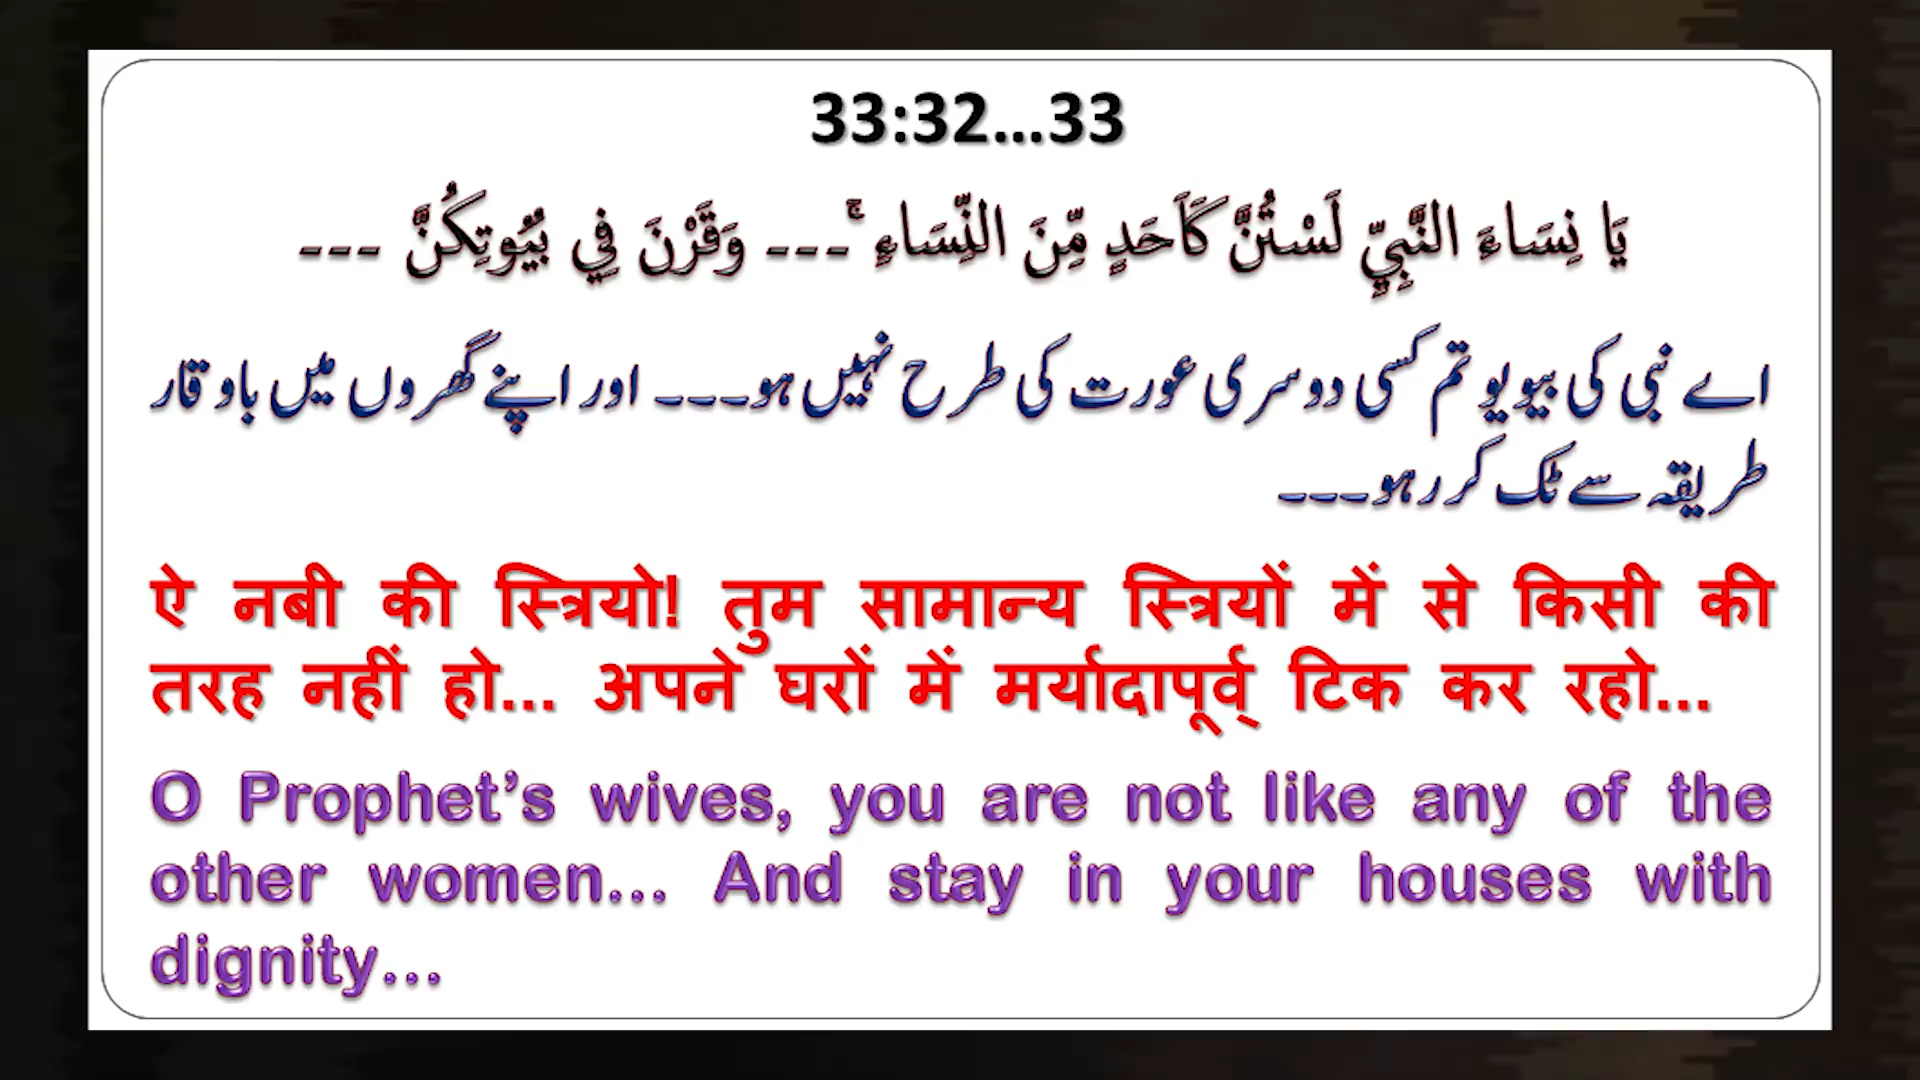 33:32...33
يَا نِسَاءَ النَّبِيِّ لَسْتُنَّ كَأَحَدٍ مِّنَ النِّسَاءِ ۚ--- وَقَرْنَ فِي بُيُوتِكُنَّ ---
اے نبی کی بیویو تم کسی دوسری عورت کی طرح نہیں ہو--- اور اپنے گھروں میں باوقار
طریقہ سے ٹک کر رہو---
ऐ नबी की स्त्रियो! तुम सामान्य स्त्रियों में से किसी की
तरह नहीं हो... अपने घरों में मर्यादापूर्व् टिक कर रहो...
O Prophet’s wives, you are not like any of the
other women... And stay in your houses with
dignity...